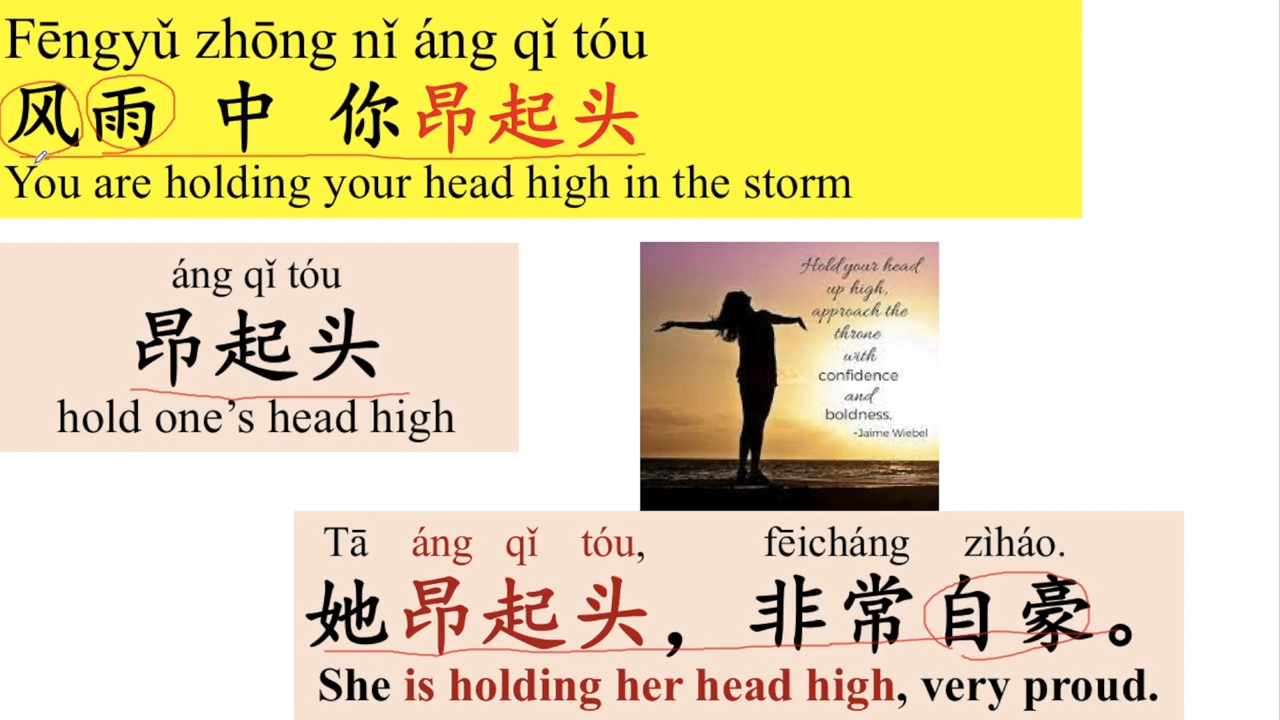 Fēngyǔ zhōng nǐ áng qǐ tóu
风雨 中 你昂起头
You are holding your head high in the storm
áng qǐ tóu
昂起头
hold one’s head high
Hold your head
up high,
approach the
throne
with
confidence
and
boldness.
-Jaime Wiebel
Tā áng qǐ tóu, fēicháng zìháo.
她昂起头，非常自豪。
She is holding her head high, very proud.